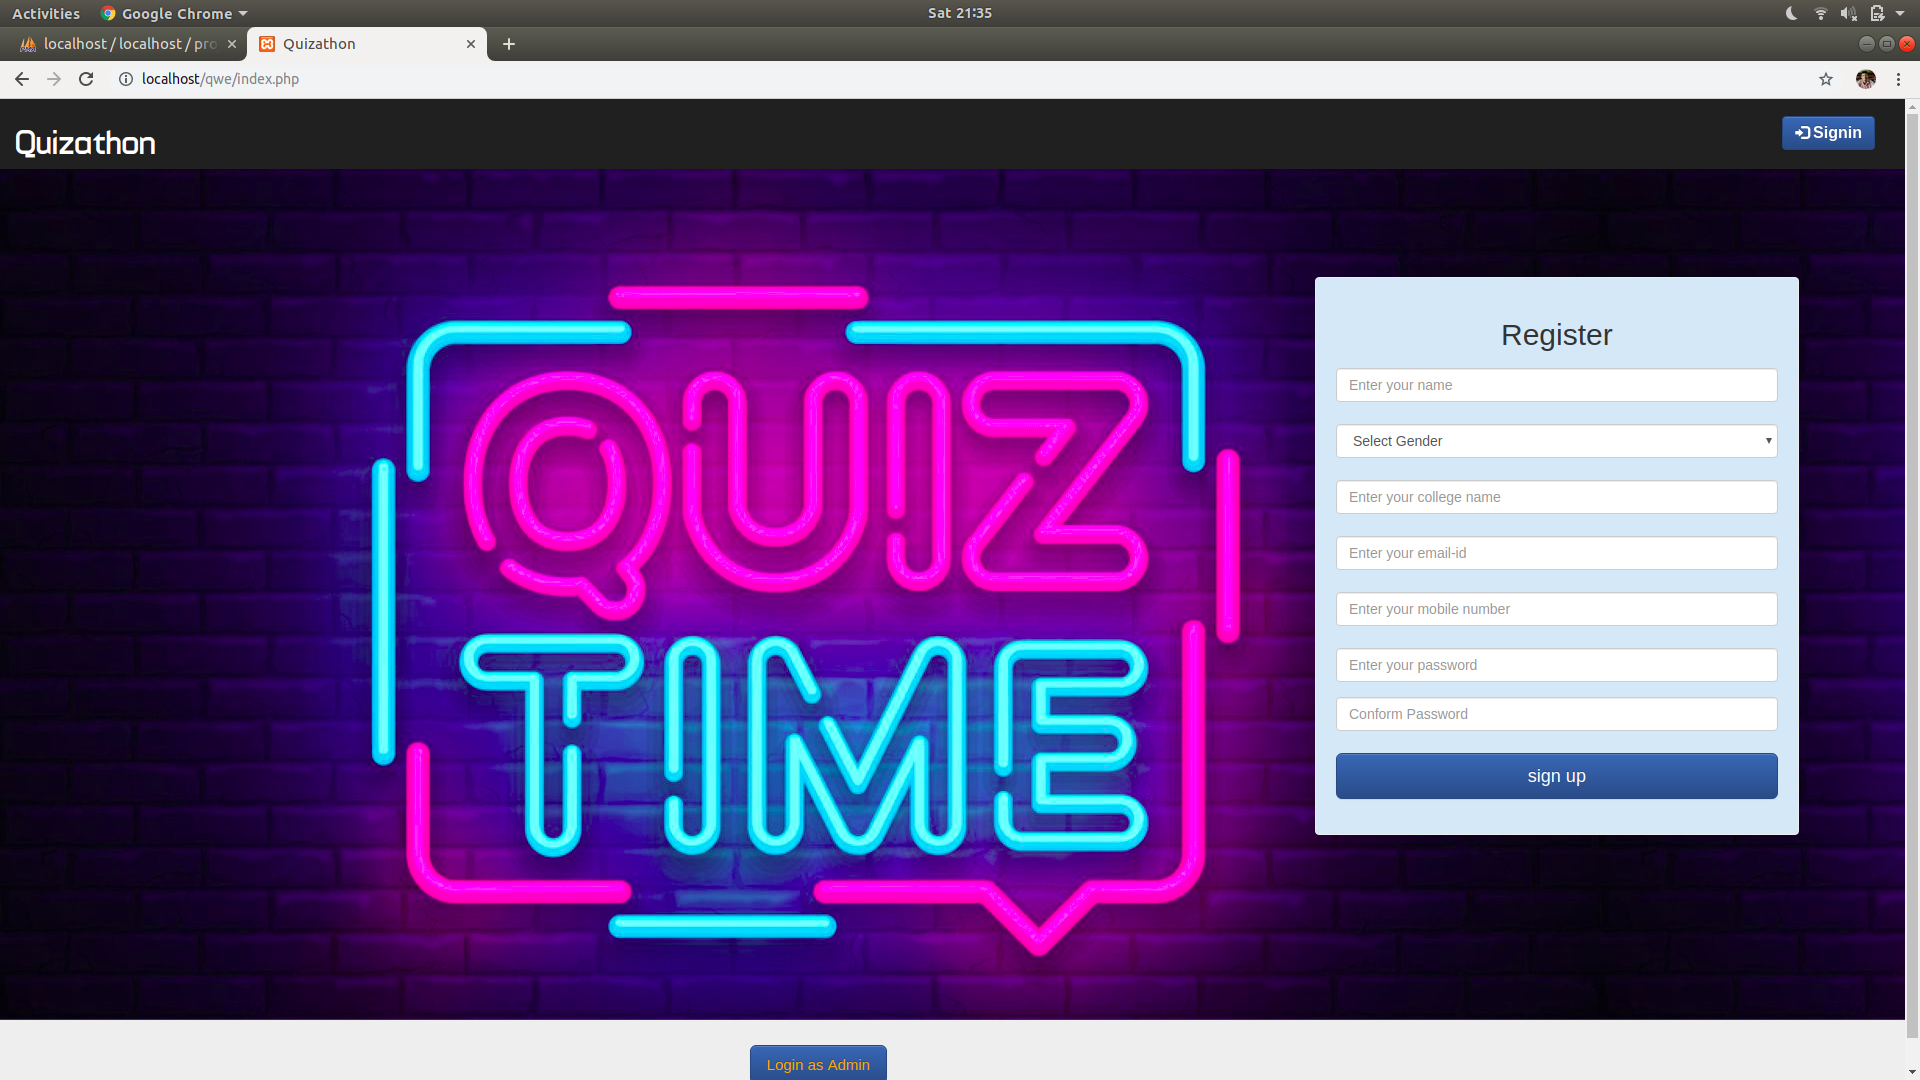 Activities Google Chrome Sat 21:35
localhost / localhost / pro Quizathon
localhost/qwe/index.php
Quizathon Signin
QUIZ
TIME
Register
Enter your name
Select Gender
Enter your college name
Enter your email-id
Enter your mobile number
Enter your password
Conform Password
sign up
Login as Admin